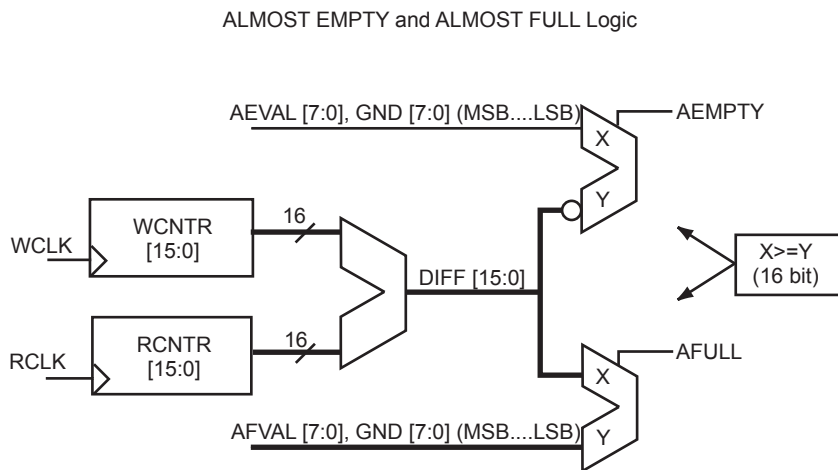 ALMOST EMPTY and ALMOST FULL Logic
AEVAL [7:0], GND [7:0] (MSB....LSB)
AEMPTY
X
Y
WCNTR
[15:0]
16
WCLK
DIFF [15:0]
X>=Y
(16 bit)
RCNTR
[15:0]
16
RCLK
AFULL
X
AFVAL [7:0], GND [7:0] (MSB....LSB)
Y